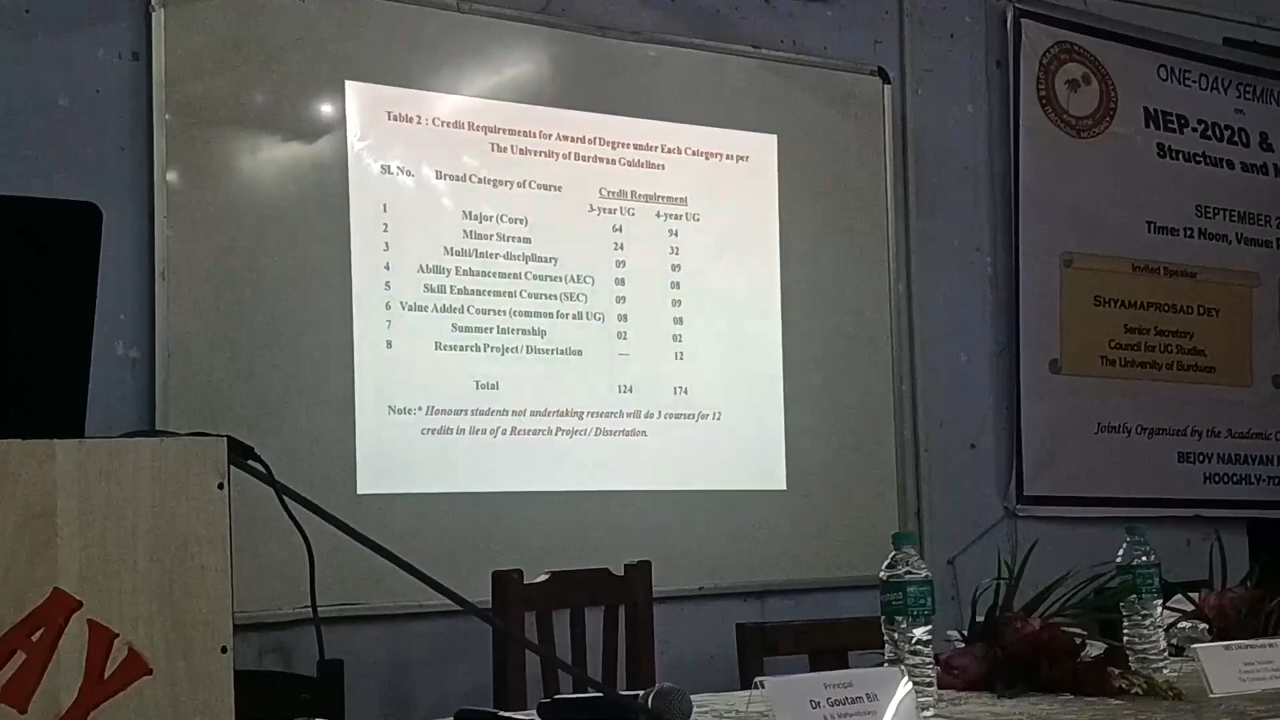 Table 2 : Credit Requirements for Award of Degree under Each Category as per
The University of Burdwan Guidelines
SL No. Broad Category of Course Credit Requirement
3-year UG 4-year UG
1 Major (Core) 64 94
2 Minor Stream 24 32
3 Multi/Inter-disciplinary 09 09
4 Ability Enhancement Courses (AEC) 08 08
5 Skill Enhancement Courses (SEC) 09 09
6 Value Added Courses (common for all UG) 08 08
7 Summer Internship 02 02
8 Research Project / Dissertation — 12
Total 124 174
Note:* Honours students not undertaking research will do 3 courses for 12
credits in lieu of a Research Project / Dissertation.
ONE-DAY SEMIN
on
NEP-2020 &
Structure and
SEPTEMBER
Time: 12 Noon, Venue:
Invited Speaker
SHYAMAPROSAD DEY
Senior Secretary
Council for UG Studies,
The University of Burdwan
Jointly Organised by the Academic
BEJOY NARAYAN
HOOGHLY-712
AY
Principal
Dr. Goutam Bit